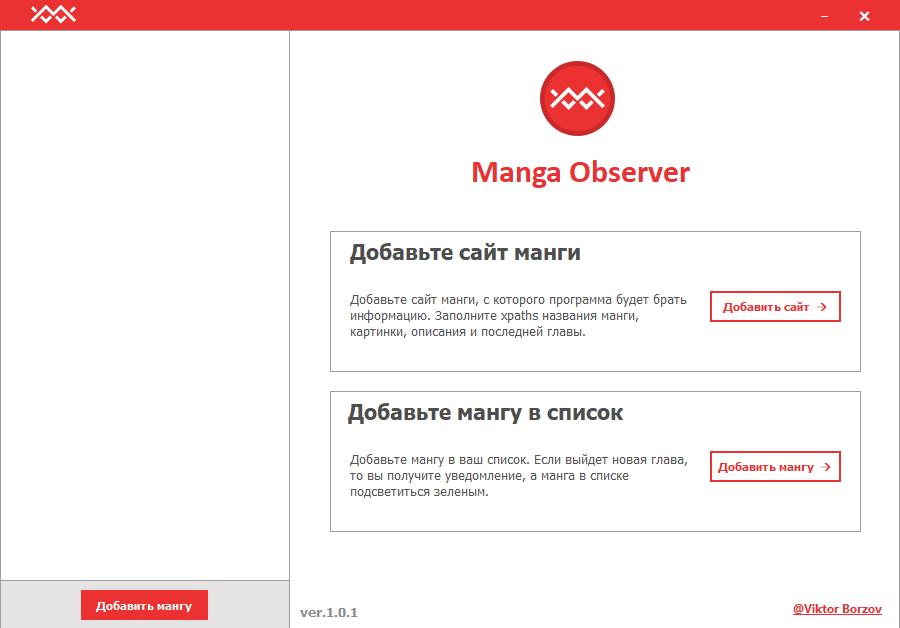 Manga Observer
Добавьте сайт манги
Добавьте сайт манги, с которого программа будет брать
информацию. Заполните xpaths названия манги,
картинки, описания и последней главы.
Добавить сайт →
Добавьте мангу в список
Добавьте мангу в ваш список. Если выйдет новая глава,
то вы получите уведомление, а манга в списке
подсветиться зеленым.
Добавить мангу →
Добавить мангу
ver.1.0.1
@Viktor Borzov